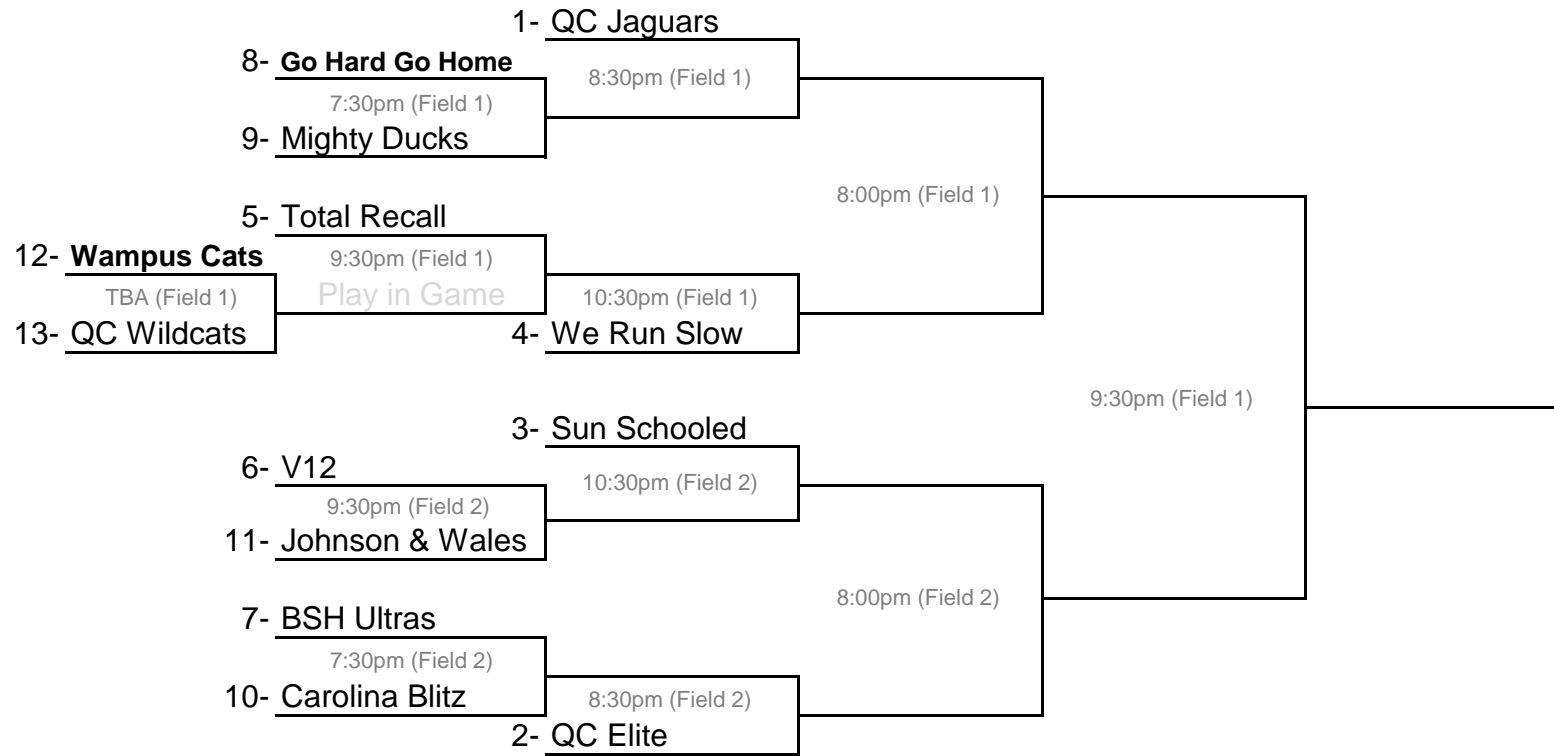 1- QC Jaguars
8- Go Hard Go Home
8:30pm (Field 1)
7:30pm (Field 1)
9- Mighty Ducks
8:00pm (Field 1)
5- Total Recall
12- Wampus Cats
9:30pm (Field 1)
TBA (Field 1)
Play in Game
10:30pm (Field 1)
13- QC Wildcats
4- We Run Slow
9:30pm (Field 1)
3- Sun Schooled
6- V12
10:30pm (Field 2)
9:30pm (Field 2)
11- Johnson & Wales
8:00pm (Field 2)
7- BSH Ultras
7:30pm (Field 2)
10- Carolina Blitz
8:30pm (Field 2)
2- QC Elite